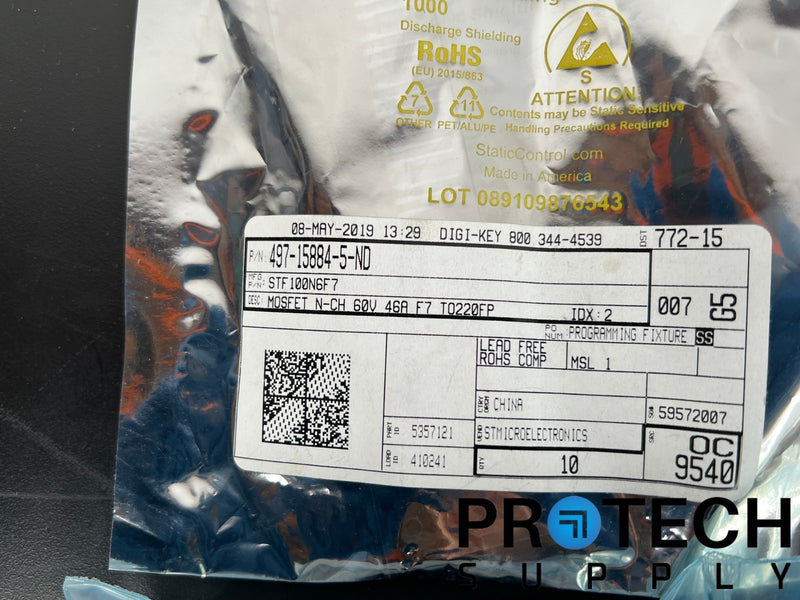 1000
Discharge Shielding
RoHS
(EU) 2015/863
7
11
OTHER PET/ALU/PE
S
ATTENTION
Contents may be Static Sensitive
Handling Precautions Required
StaticControl.com
Made in America
LOT 089109876543
08-MAY-2019 13:29 DIGI-KEY 800 344-4539
DST 772-15
P/N: 497-15884-5-ND
MFG P/N: STF100N6F7
DESC: MOSFET N-CH 60V 46A F7 TO220FP
IDX: 2
007
G5
PO NUM PROGRAMMING FIXTURE SS
LEAD FREE
ROHS COMP
MSL 1
CTRY ORIGN CHINA
SO# 59572007
PART ID 5357121
VEND STMICROELECTRONICS
LOAD ID 410241
QTY 10
SRC OC
9540
PROTECH
SUPPLY